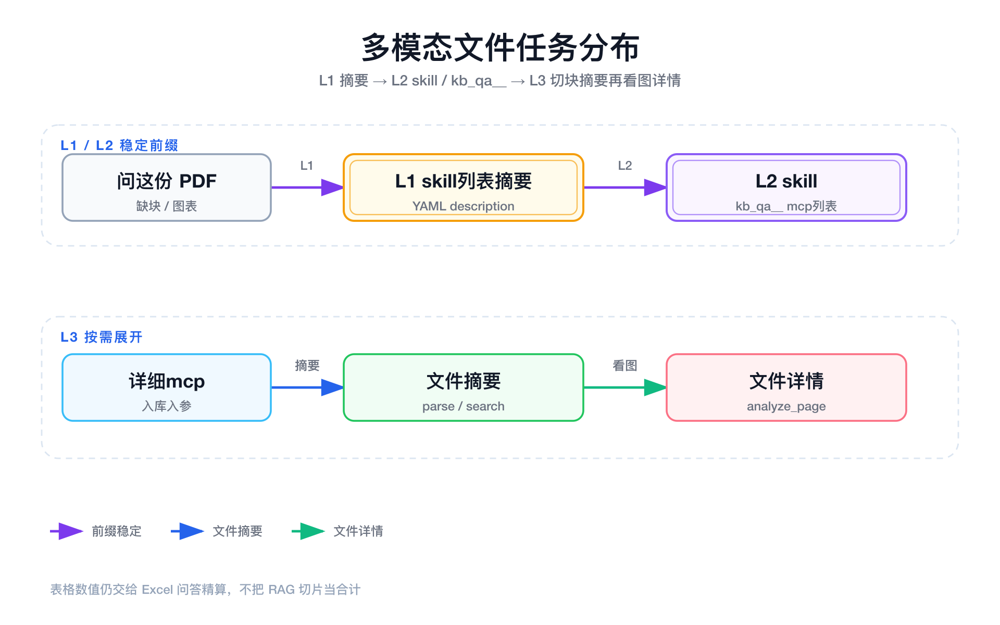 多模态文件任务分布
L1 摘要 → L2 skill / kb_qa__ → L3 切块摘要再看图详情
L1 / L2 稳定前缀
问这份 PDF
缺块 / 图表
L1
L1 skill列表摘要
YAML description
L2
L2 skill
kb_qa__ mcp列表
L3 按需展开
详细mcp
入库入参
摘要
文件摘要
parse / search
看图
文件详情
analyze_page
前缀稳定
文件摘要
文件详情
表格数值仍交给 Excel 问答精算，不把 RAG 切片当合计